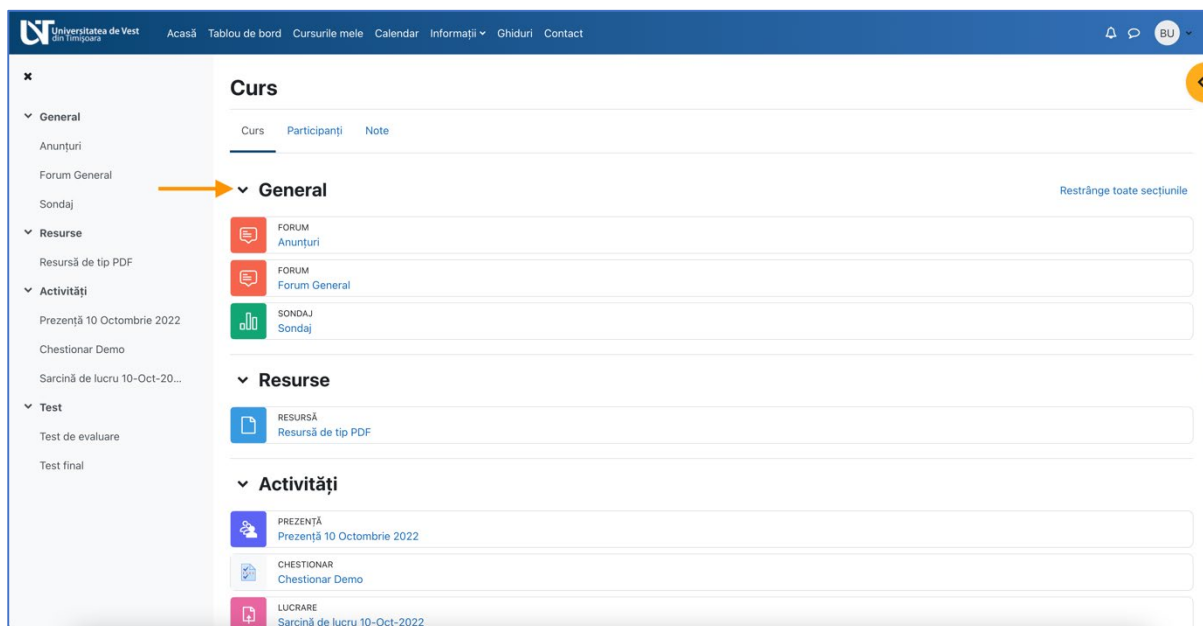 Universitatea de Vest
din Timișoara
Acasă Tablou de bord Cursurile mele Calendar Informații Ghiduri Contact
BU
General
Anunțuri
Forum General
Sondaj
Resurse
Resursă de tip PDF
Activități
Prezență 10 Octombrie 2022
Chestionar Demo
Sarcină de lucru 10-Oct-20...
Test
Test de evaluare
Test final
Curs
Curs Participanți Note
General
Restrânge toate secțiunile
FORUM
Anunțuri
FORUM
Forum General
SONDAJ
Sondaj
Resurse
RESURSĂ
Resursă de tip PDF
Activități
PREZENȚĂ
Prezență 10 Octombrie 2022
CHESTIONAR
Chestionar Demo
LUCRARE
Sarcină de lucru 10-Oct-2022